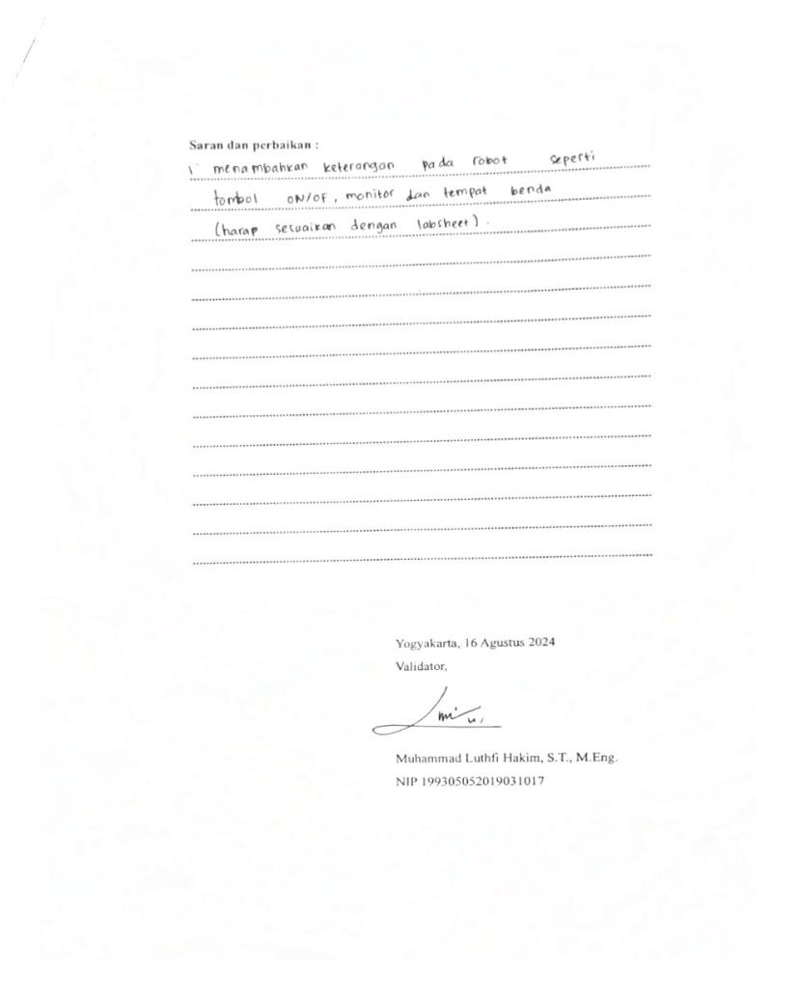 Saran dan perbaikan :
1. menambahkan keterangan pada robot seperti
tombol ON/OF, monitor dan tempat benda
(harap sesuaikan dengan labsheet).
Yogyakarta, 16 Agustus 2024
Validator,
Muhammad Luthfi Hakim, S.T., M.Eng.
NIP 199305052019031017